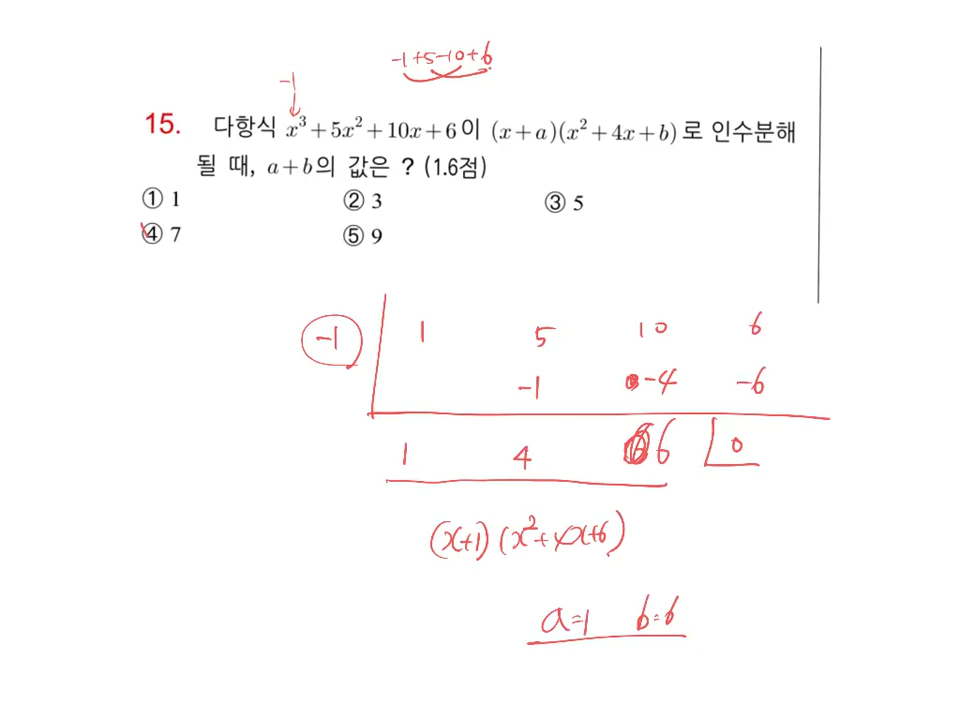 -1+5-10+6
-1
15. 다항식 x³+5x²+10x+6이 (x+a)(x²+4x+b)로 인수분해
될 때, a+b의 값은 ? (1.6점)
① 1 ② 3 ③ 5
④ 7 ⑤ 9
-1 1 5 10 6
-1 -4 -6
1 4 6 0
(x+1)(x²+4x+6)
a=1 b=6